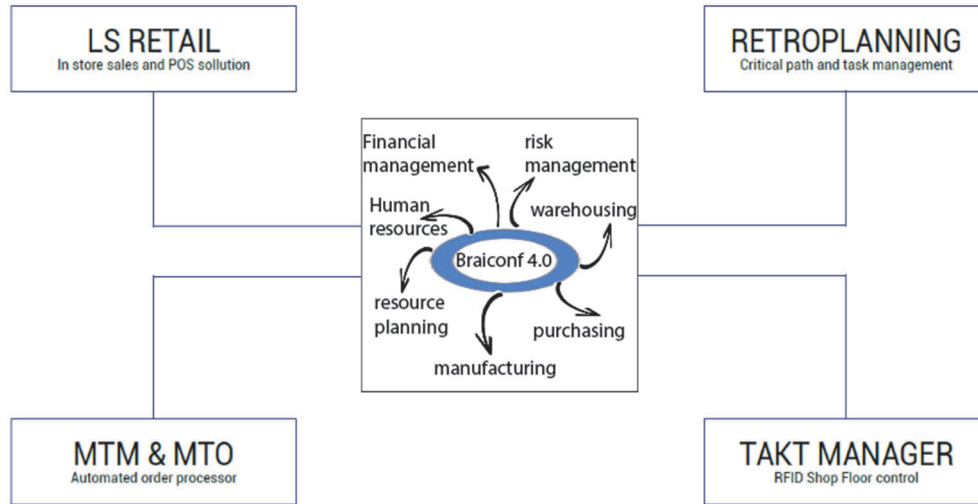 LS RETAIL
In store sales and POS sollution
RETROPLANNING
Critical path and task management
Financial
management
risk
management
Human
resources
warehousing
Braiconf 4.0
resource
planning
purchasing
manufacturing
MTM & MTO
Automated order processor
TAKT MANAGER
RFID Shop Floor control